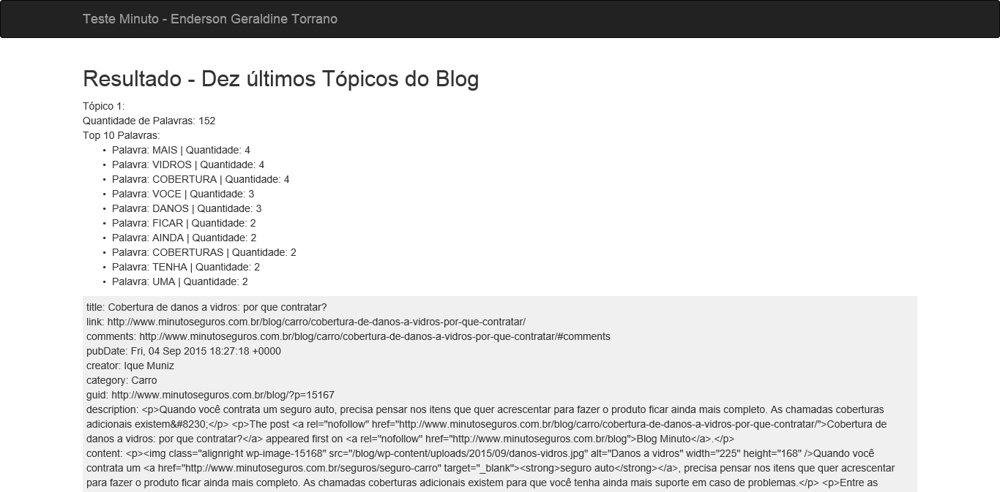 Teste Minuto - Enderson Geraldine Torrano
Resultado - Dez últimos Tópicos do Blog
Tópico 1:
Quantidade de Palavras: 152
Top 10 Palavras:
• Palavra: MAIS | Quantidade: 4
• Palavra: VIDROS | Quantidade: 4
• Palavra: COBERTURA | Quantidade: 4
• Palavra: VOCE | Quantidade: 3
• Palavra: DANOS | Quantidade: 3
• Palavra: FICAR | Quantidade: 2
• Palavra: AINDA | Quantidade: 2
• Palavra: COBERTURAS | Quantidade: 2
• Palavra: TENHA | Quantidade: 2
• Palavra: UMA | Quantidade: 2
title: Cobertura de danos a vidros: por que contratar?
link: http://www.minutoseguros.com.br/blog/carro/cobertura-de-danos-a-vidros-por-que-contratar/
comments: http://www.minutoseguros.com.br/blog/carro/cobertura-de-danos-a-vidros-por-que-contratar/#comments
pubDate: Fri, 04 Sep 2015 18:27:18 +0000
creator: Ique Muniz
category: Carro
guid: http://www.minutoseguros.com.br/blog/?p=15167
description: <p>Quando você contrata um seguro auto, precisa pensar nos itens que quer acrescentar para fazer o produto ficar ainda mais completo. As chamadas coberturas
adicionais existem&#8230;</p> <p>The post <a rel="nofollow" href="http://www.minutoseguros.com.br/blog/carro/cobertura-de-danos-a-vidros-por-que-contratar/">Cobertura de
danos a vidros: por que contratar?</a> appeared first on <a rel="nofollow" href="http://www.minutoseguros.com.br/blog">Blog Minuto</a>.</p>
content: <p><img class="alignright wp-image-15168" src="/blog/wp-content/uploads/2015/09/danos-vidros.jpg" alt="Danos a vidros" width="225" height="168" />Quando você
contrata um <a href="http://www.minutoseguros.com.br/seguros/seguro-carro" target="_blank"><strong>seguro auto</strong></a>, precisa pensar nos itens que quer acrescentar
para fazer o produto ficar ainda mais completo. As chamadas coberturas adicionais existem para que você tenha ainda mais suporte em caso de problemas.</p> <p>Entre as